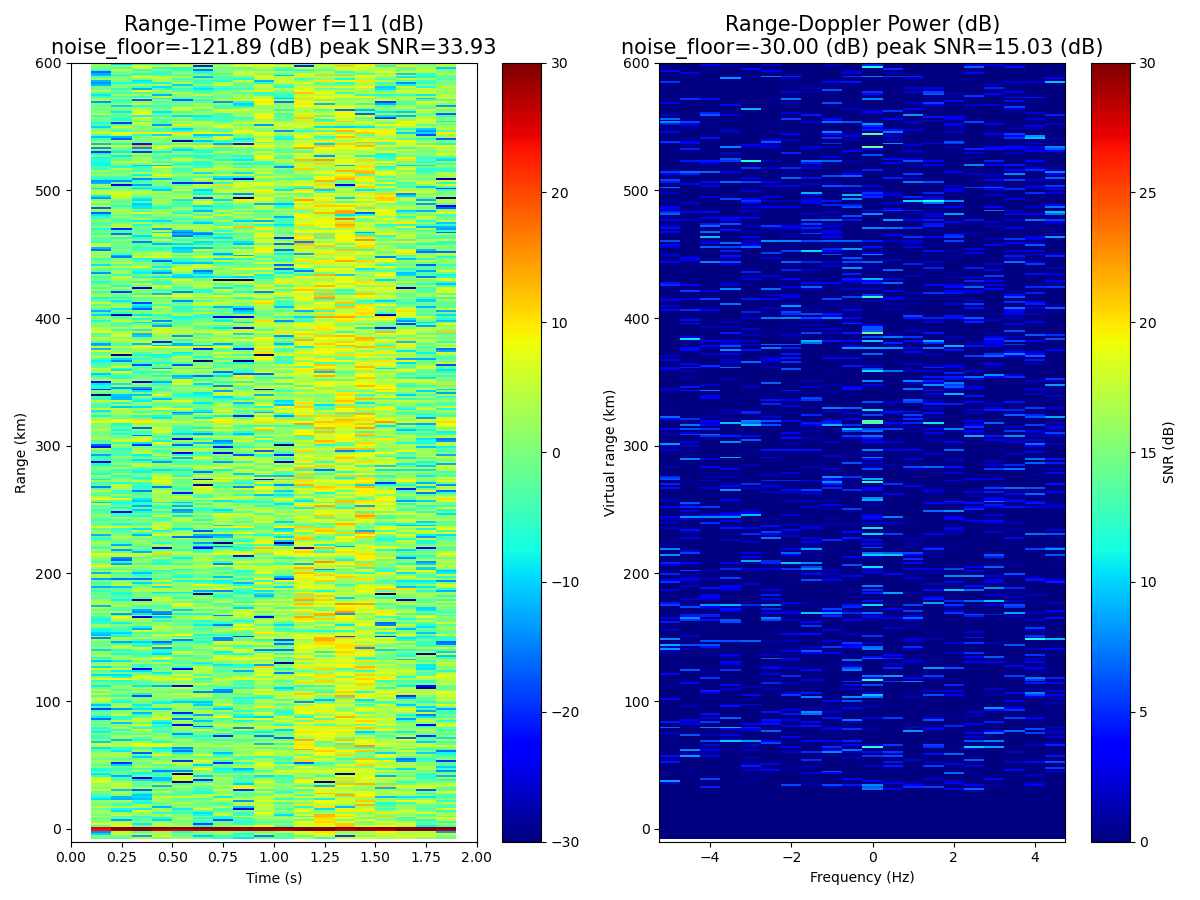 Range-Time Power f=11 (dB)
noise_floor=-121.89 (dB) peak SNR=33.93
Range (km)
600
500
400
300
200
100
0
0.00 0.25 0.50 0.75 1.00 1.25 1.50 1.75 2.00
Time (s)
30
20
10
0
−10
−20
−30
Range-Doppler Power (dB)
noise_floor=-30.00 (dB) peak SNR=15.03 (dB)
Virtual range (km)
600
500
400
300
200
100
0
−4 −2 0 2 4
Frequency (Hz)
30
25
20
15
10
5
0
SNR (dB)